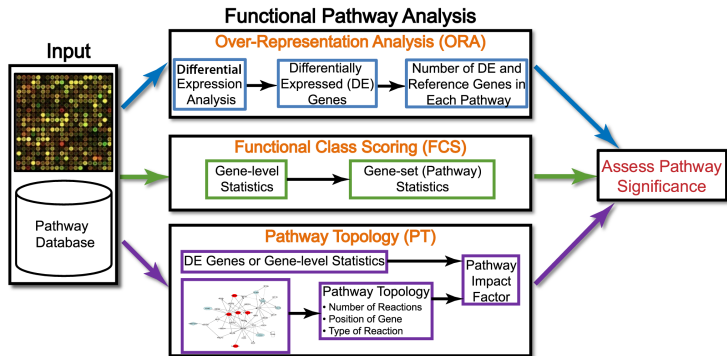 Functional Pathway Analysis
Input
Pathway
Database
Over-Representation Analysis (ORA)
Differential
Expression
Analysis
Differentially
Expressed (DE)
Genes
Number of DE and
Reference Genes in
Each Pathway
Functional Class Scoring (FCS)
Gene-level
Statistics
Gene-set (Pathway)
Statistics
Pathway Topology (PT)
DE Genes or Gene-level Statistics
Pathway Topology
• Number of Reactions
• Position of Gene
• Type of Reaction
Pathway
Impact
Factor
Assess Pathway
Significance